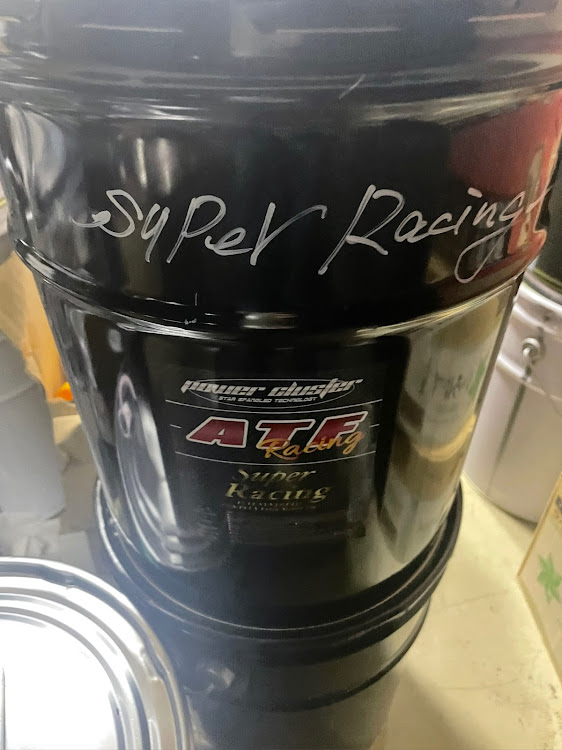 Super Racing
POWER CLUSTER
STAR SPANGLED TECHNOLOGY
ATF
Racing
Super
Racing